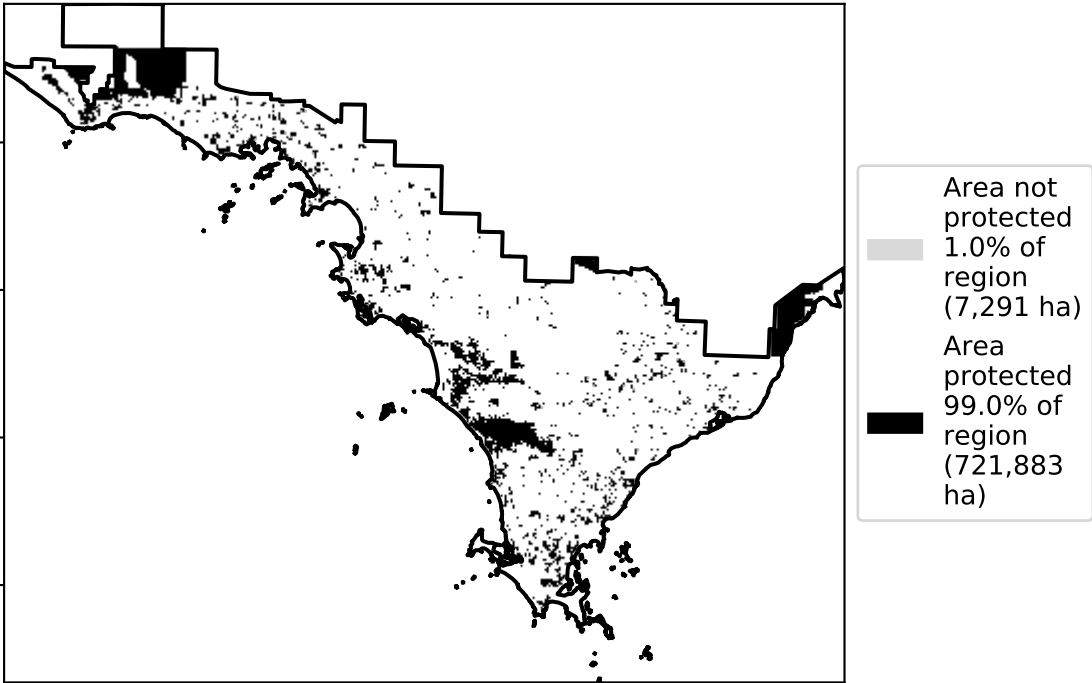 Area not
protected
1.0% of
region
(7,291 ha)
Area
protected
99.0% of
region
(721,883
ha)